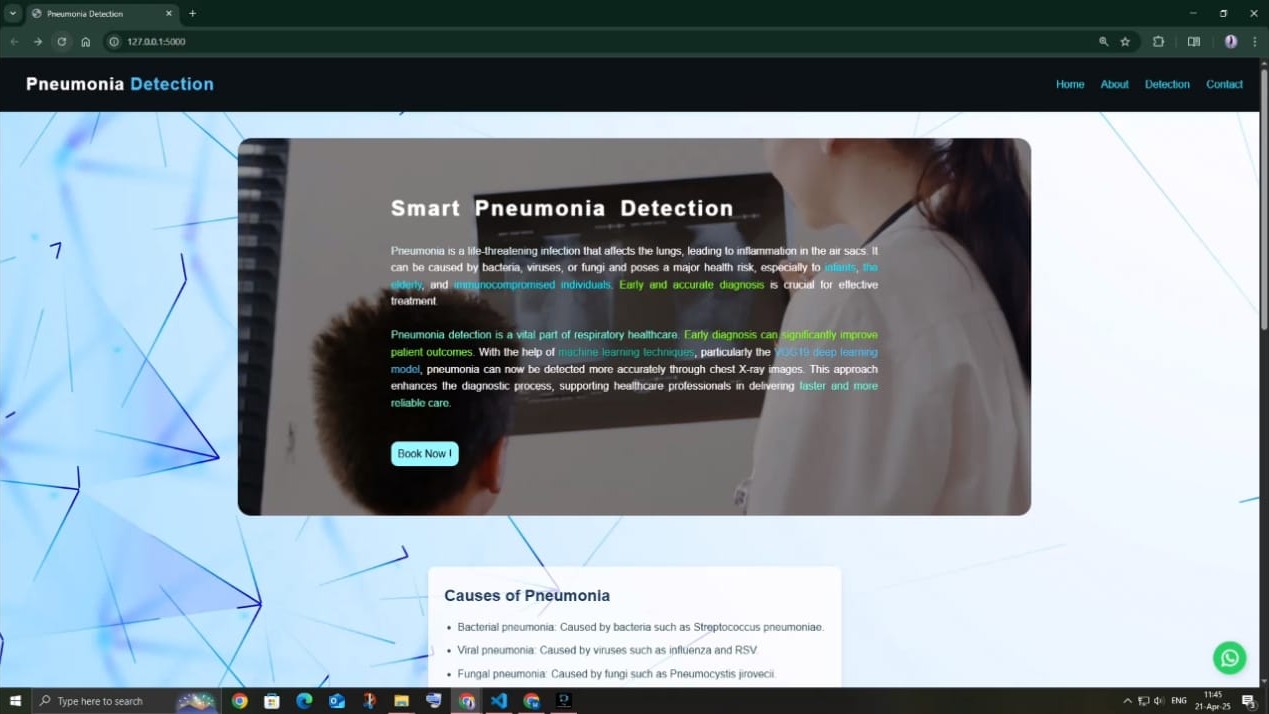 Pneumonia Detection
127.0.0.1:5000
Pneumonia Detection
Home About Detection Contact
Smart Pneumonia Detection
Pneumonia is a life-threatening infection that affects the lungs, leading to inflammation in the air sacs. It
can be caused by bacteria, viruses, or fungi and poses a major health risk, especially to infants, the
elderly, and immunocompromised individuals. Early and accurate diagnosis is crucial for effective
treatment.
Pneumonia detection is a vital part of respiratory healthcare. Early diagnosis can significantly improve
patient outcomes. With the help of machine learning techniques, particularly the VGG19 deep learning
model, pneumonia can now be detected more accurately through chest X-ray images. This approach
enhances the diagnostic process, supporting healthcare professionals in delivering faster and more
reliable care.
Book Now !
Causes of Pneumonia
• Bacterial pneumonia: Caused by bacteria such as Streptococcus pneumoniae.
• Viral pneumonia: Caused by viruses such as influenza and RSV.
• Fungal pneumonia: Caused by fungi such as Pneumocystis jirovecii.
Type here to search
ENG
11:45
21-Apr-25
3